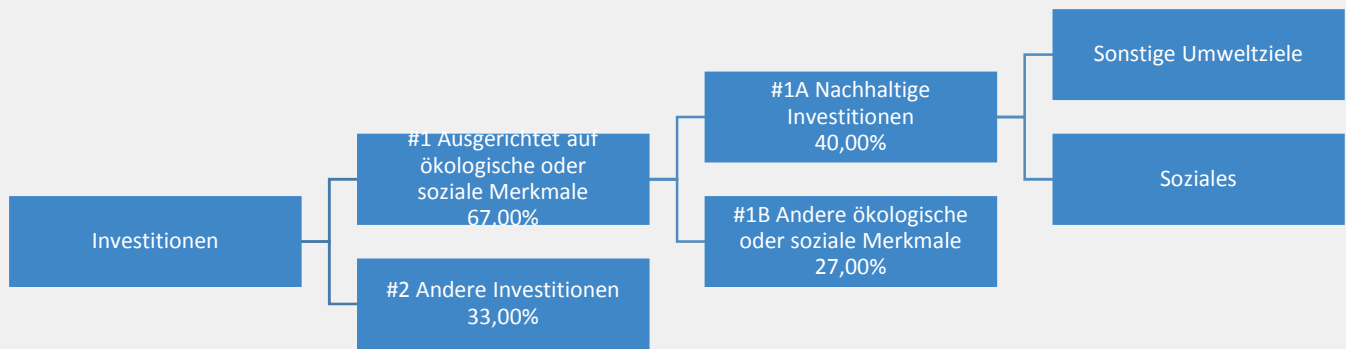 Investitionen
#1 Ausgerichtet auf
ökologische oder
soziale Merkmale
67,00%
#2 Andere Investitionen
33,00%
#1A Nachhaltige
Investitionen
40,00%
#1B Andere ökologische
oder soziale Merkmale
27,00%
Sonstige Umweltziele
Soziales